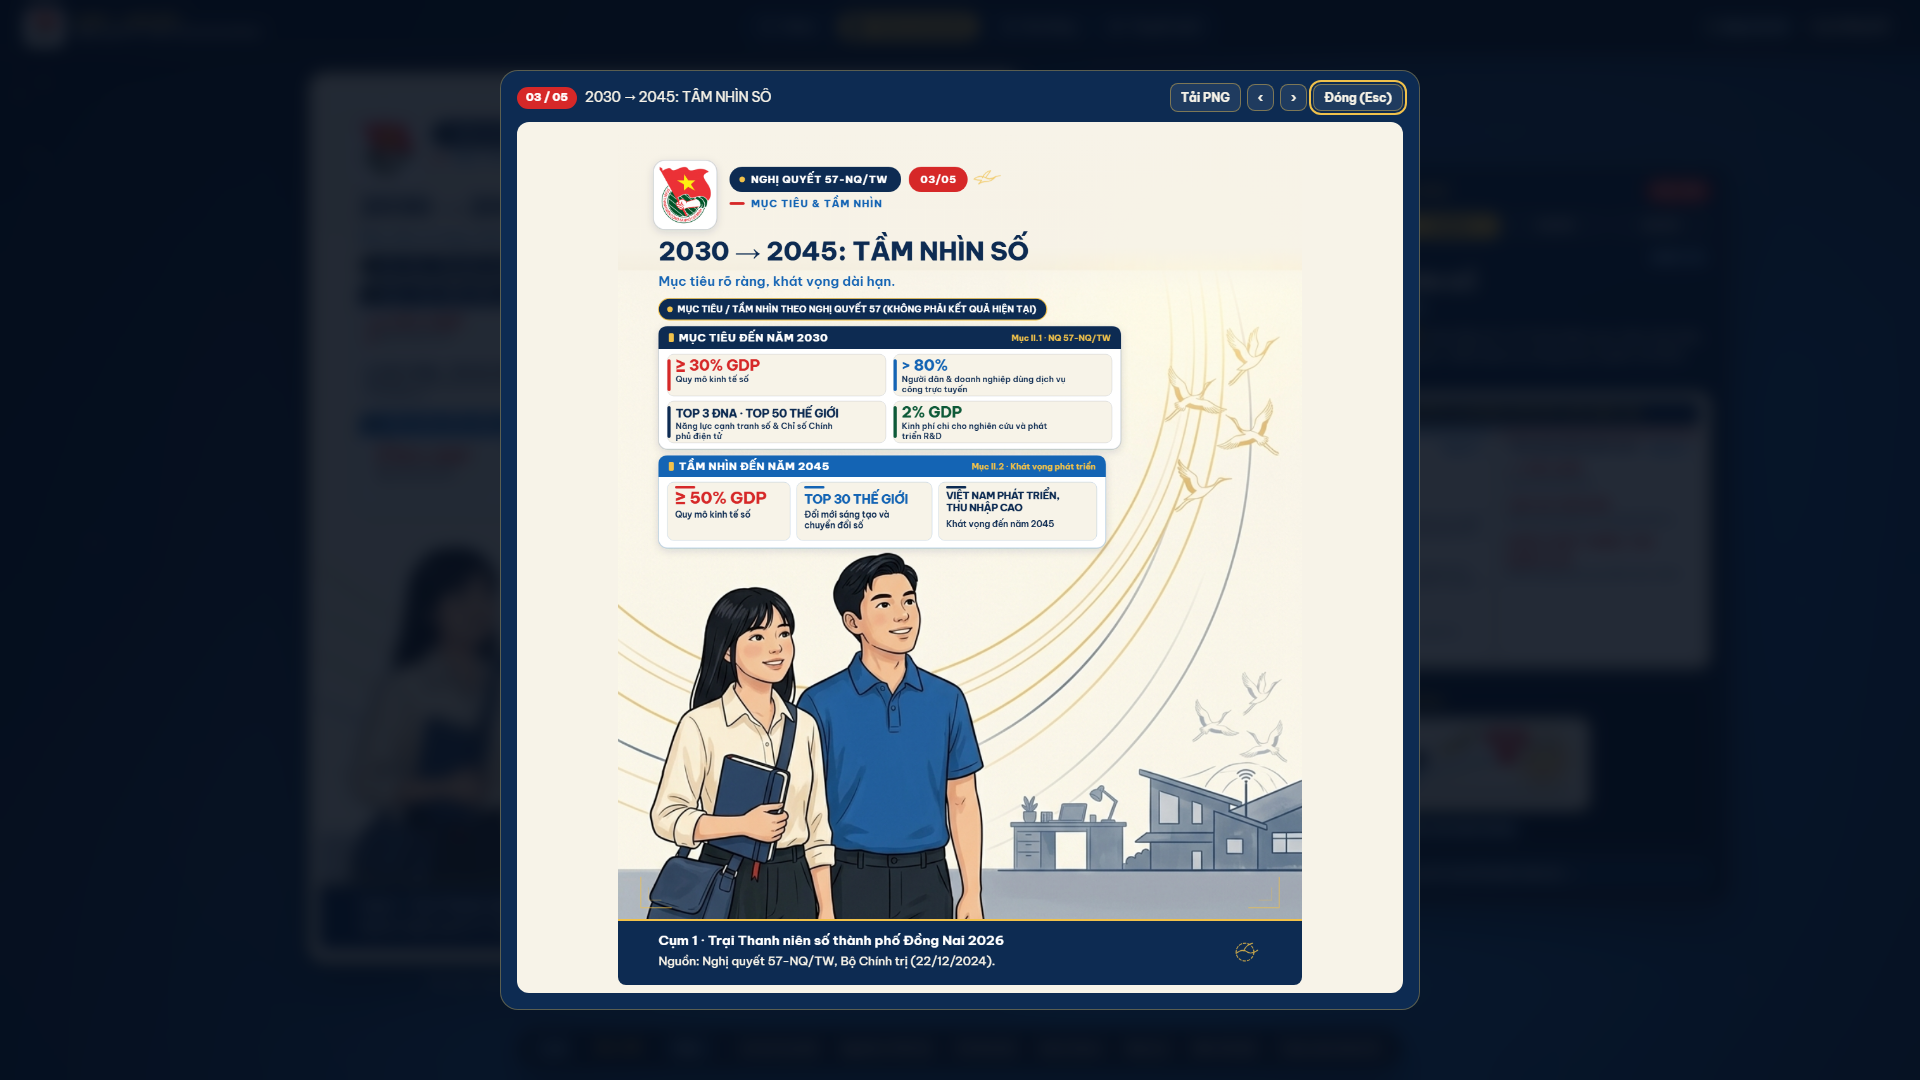 03 / 05 2030 → 2045: TẦM NHÌN SỐ Tải PNG ‹ › Đóng (Esc)
NGHỊ QUYẾT 57-NQ/TW 03/05
MỤC TIÊU & TẦM NHÌN
2030 → 2045: TẦM NHÌN SỐ
Mục tiêu rõ ràng, khát vọng dài hạn.
MỤC TIÊU / TẦM NHÌN THEO NGHỊ QUYẾT 57 (KHÔNG PHẢI KẾT QUẢ HIỆN TẠI)
MỤC TIÊU ĐẾN NĂM 2030 Mục II.1 · NQ 57-NQ/TW
≥ 30% GDP
Quy mô kinh tế số
> 80%
Người dân & doanh nghiệp dùng dịch vụ
công trực tuyến
TOP 3 ĐNA · TOP 50 THẾ GIỚI
Năng lực cạnh tranh số & Chỉ số Chính
phủ điện tử
2% GDP
Kinh phí chi cho nghiên cứu và phát
triển R&D
TẦM NHÌN ĐẾN NĂM 2045 Mục II.2 · Khát vọng phát triển
≥ 50% GDP
Quy mô kinh tế số
TOP 30 THẾ GIỚI
Đổi mới sáng tạo và
chuyển đổi số
VIỆT NAM PHÁT TRIỂN,
THU NHẬP CAO
Khát vọng đến năm 2045
Cụm 1 · Trại Thanh niên số thành phố Đồng Nai 2026
Nguồn: Nghị quyết 57-NQ/TW, Bộ Chính trị (22/12/2024).